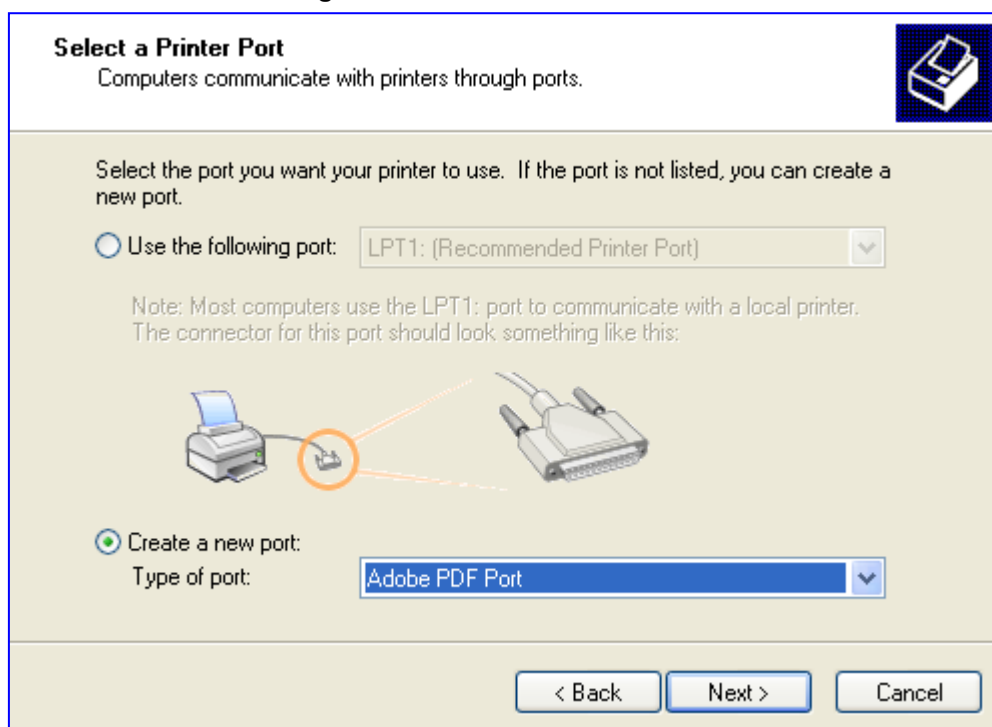 Select a Printer Port
Computers communicate with printers through ports.
Select the port you want your printer to use. If the port is not listed, you can create a
new port.
Use the following port: LPT1: (Recommended Printer Port)
Note: Most computers use the LPT1: port to communicate with a local printer.
The connector for this port should look something like this:
Create a new port:
Type of port: Adobe PDF Port
< Back Next > Cancel